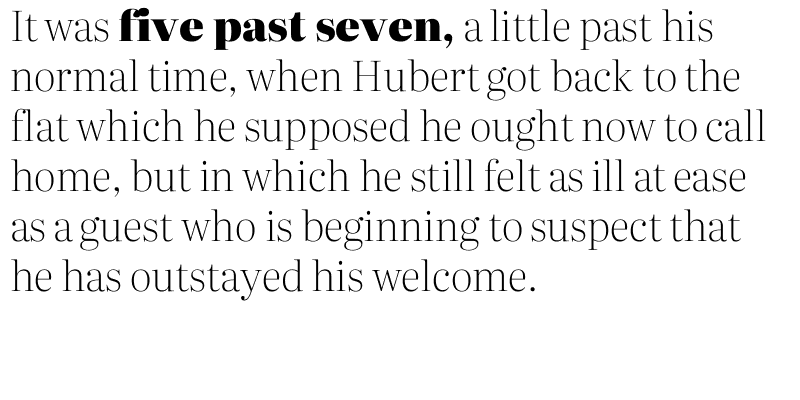 It was five past seven, a little past his
normal time, when Hubert got back to the
flat which he supposed he ought now to call
home, but in which he still felt as ill at ease
as a guest who is beginning to suspect that
he has outstayed his welcome.